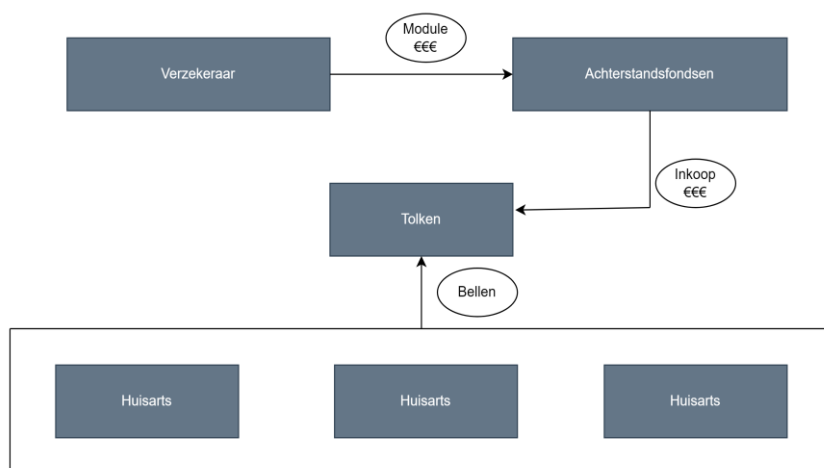 Module
€€€
Verzekeraar
Achterstandsfondsen
Inkoop
€€€
Tolken
Bellen
Huisarts
Huisarts
Huisarts